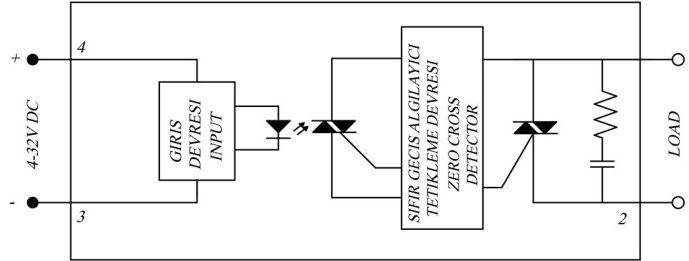 +
4
4-32V DC
-
3
GIRIS
DEVRESI
INPUT
SIFIR GECIS ALGILAYICI
TETIKLEME DEVRESI
ZERO CROSS
DETECTOR
2
LOAD